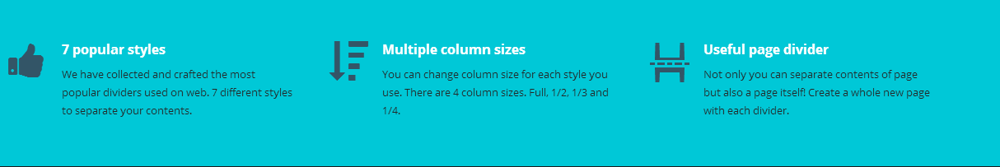 7 popular styles
We have collected and crafted the most
popular dividers used on web. 7 different styles
to separate your contents.
Multiple column sizes
You can change column size for each style you
use. There are 4 column sizes. Full, 1/2, 1/3 and
1/4.
Useful page divider
Not only you can separate contents of page
but also a page itself! Create a whole new page
with each divider.